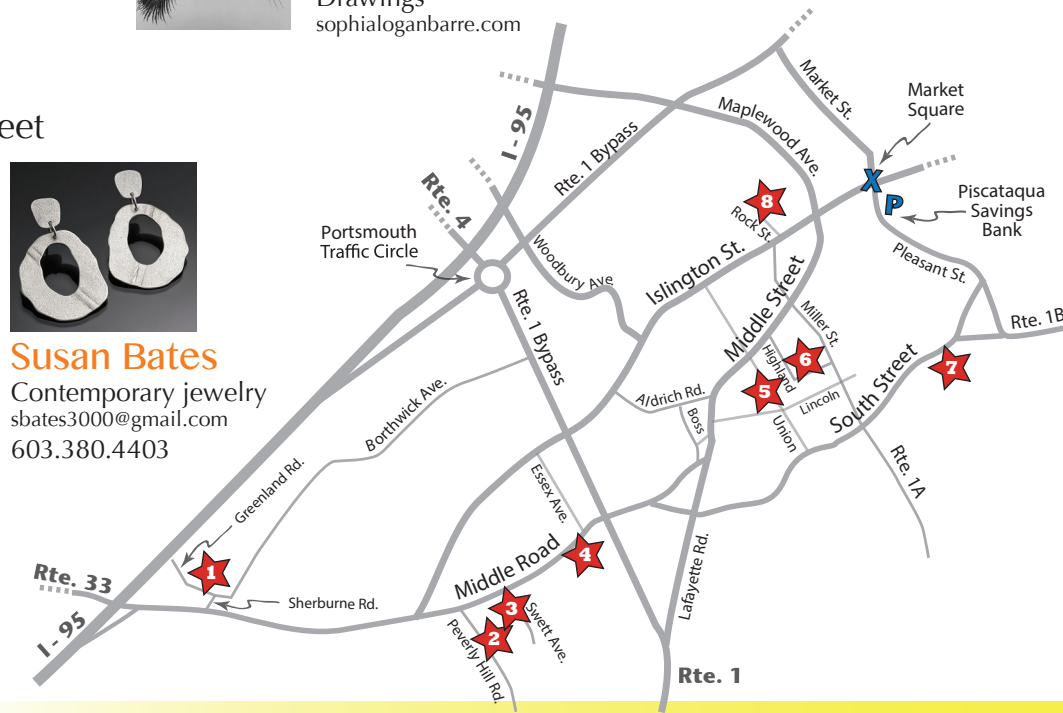 Drawings
sophialoganbarre.com
eet
Susan Bates
Contemporary jewelry
sbates3000@gmail.com
603.380.4403
I - 95
Rte. 4
Portsmouth
Traffic Circle
Rte. 1 Bypass
Maplewood Ave.
Market St.
Market
Square
X
P
Piscataqua
Savings
Bank
8
Rock St.
Woodbury Ave
Islington St.
Pleasant St.
Rte. 1B
Rte. 1 Bypass
Middle Street
Miller St.
Highland
6
7
5
Aldrich Rd.
Boss
Lincoln
South Street
Union
Borthwick Ave.
Rte. 1A
Greenland Rd.
Essex Ave.
1
4
Middle Road
Lafayette Rd.
Rte. 33
Sherburne Rd.
3
Swett Ave.
2
Peverly Hill Rd.
I - 95
Rte. 1